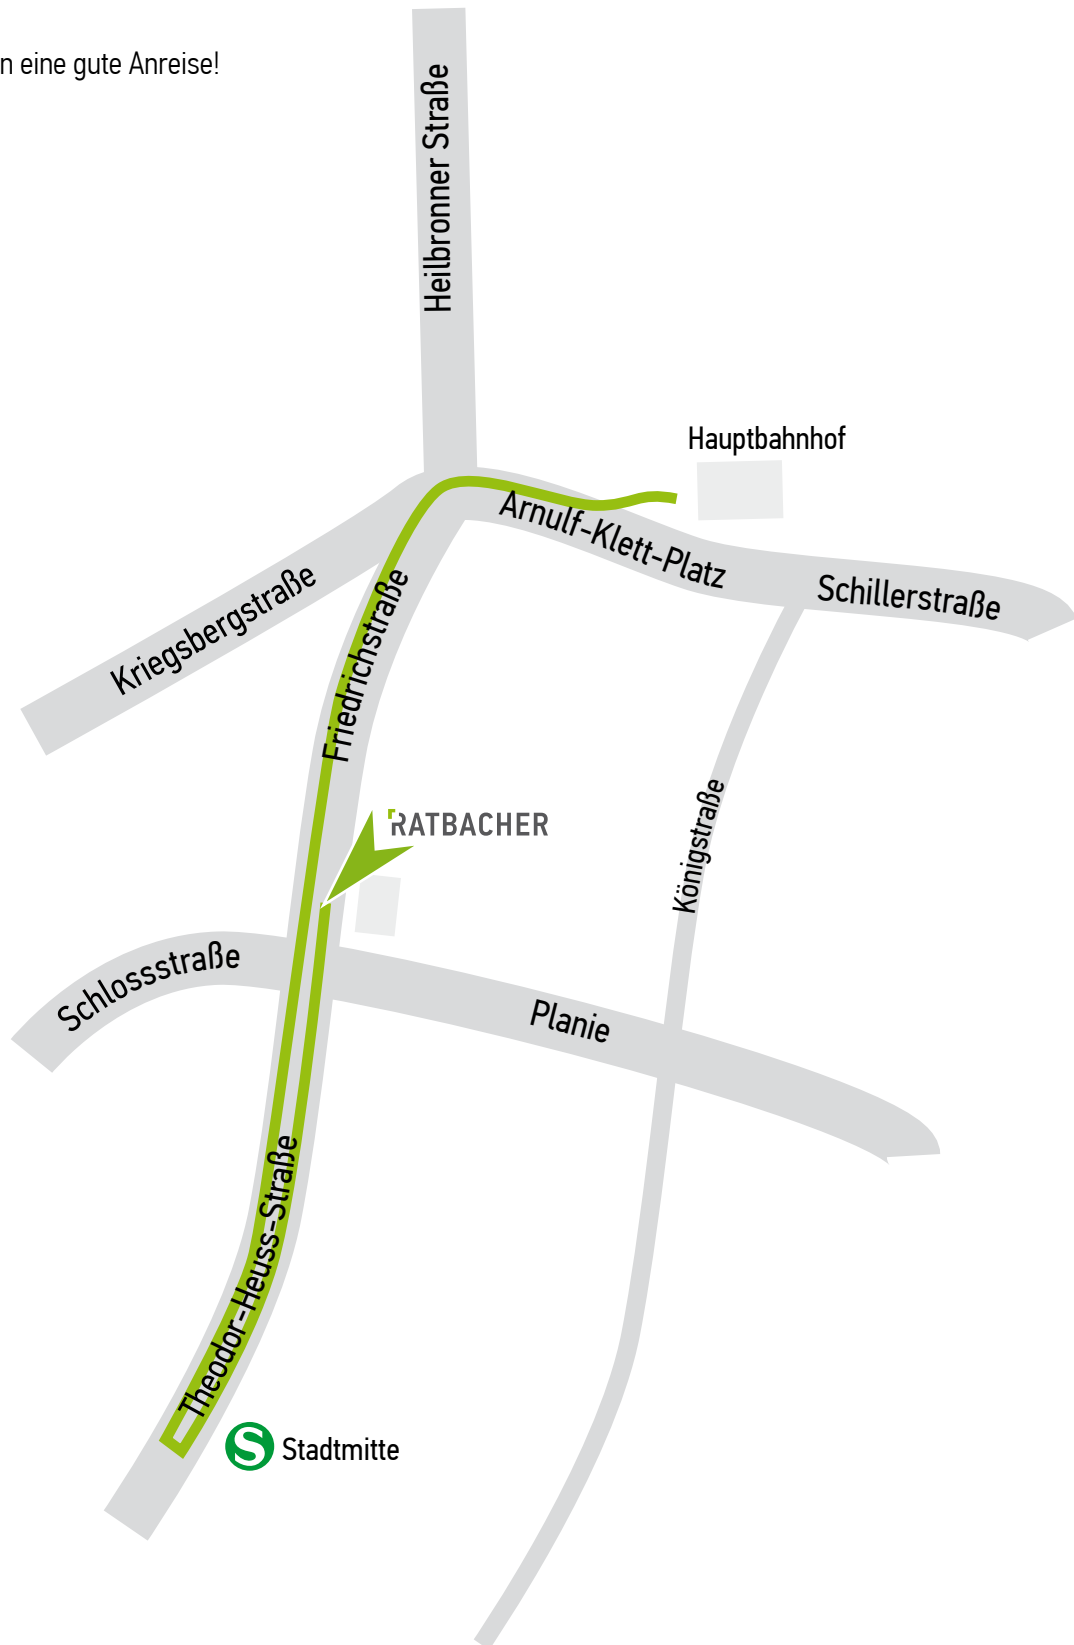 n eine gute Anreise!
Heilbronner Straße
Hauptbahnhof
Arnulf-Klett-Platz
Schillerstraße
Kriegsbergstraße
Friedrichstraße
RATBACHER
Königstraße
Schlossstraße
Planie
Theodor-Heuss-Straße
S Stadtmitte